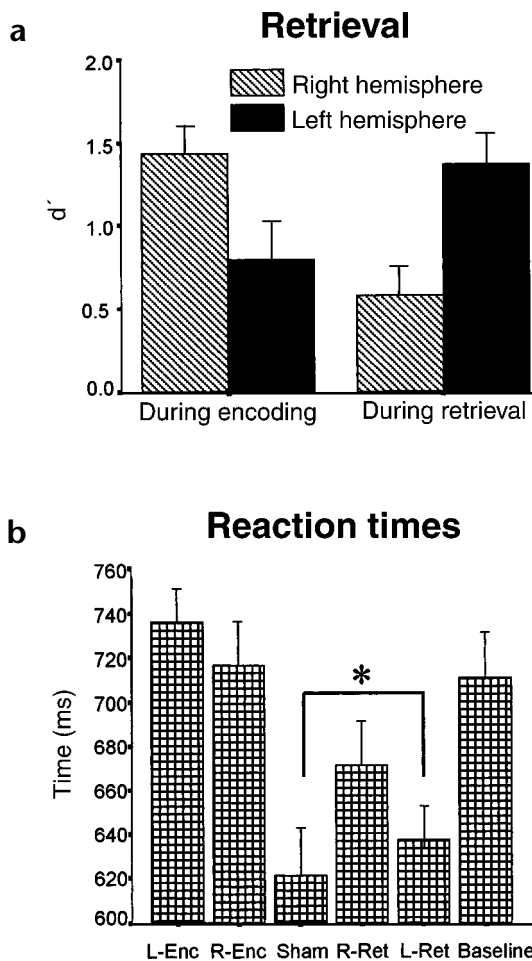 a
Retrieval
2.0
1.5
1.0
0.5
0.0
d´
Right hemisphere
Left hemisphere
During encoding
During retrieval
b
Reaction times
760
740
720
700
680
660
640
620
600
Time (ms)
*
L-Enc R-Enc Sham R-Ret L-Ret Baseline